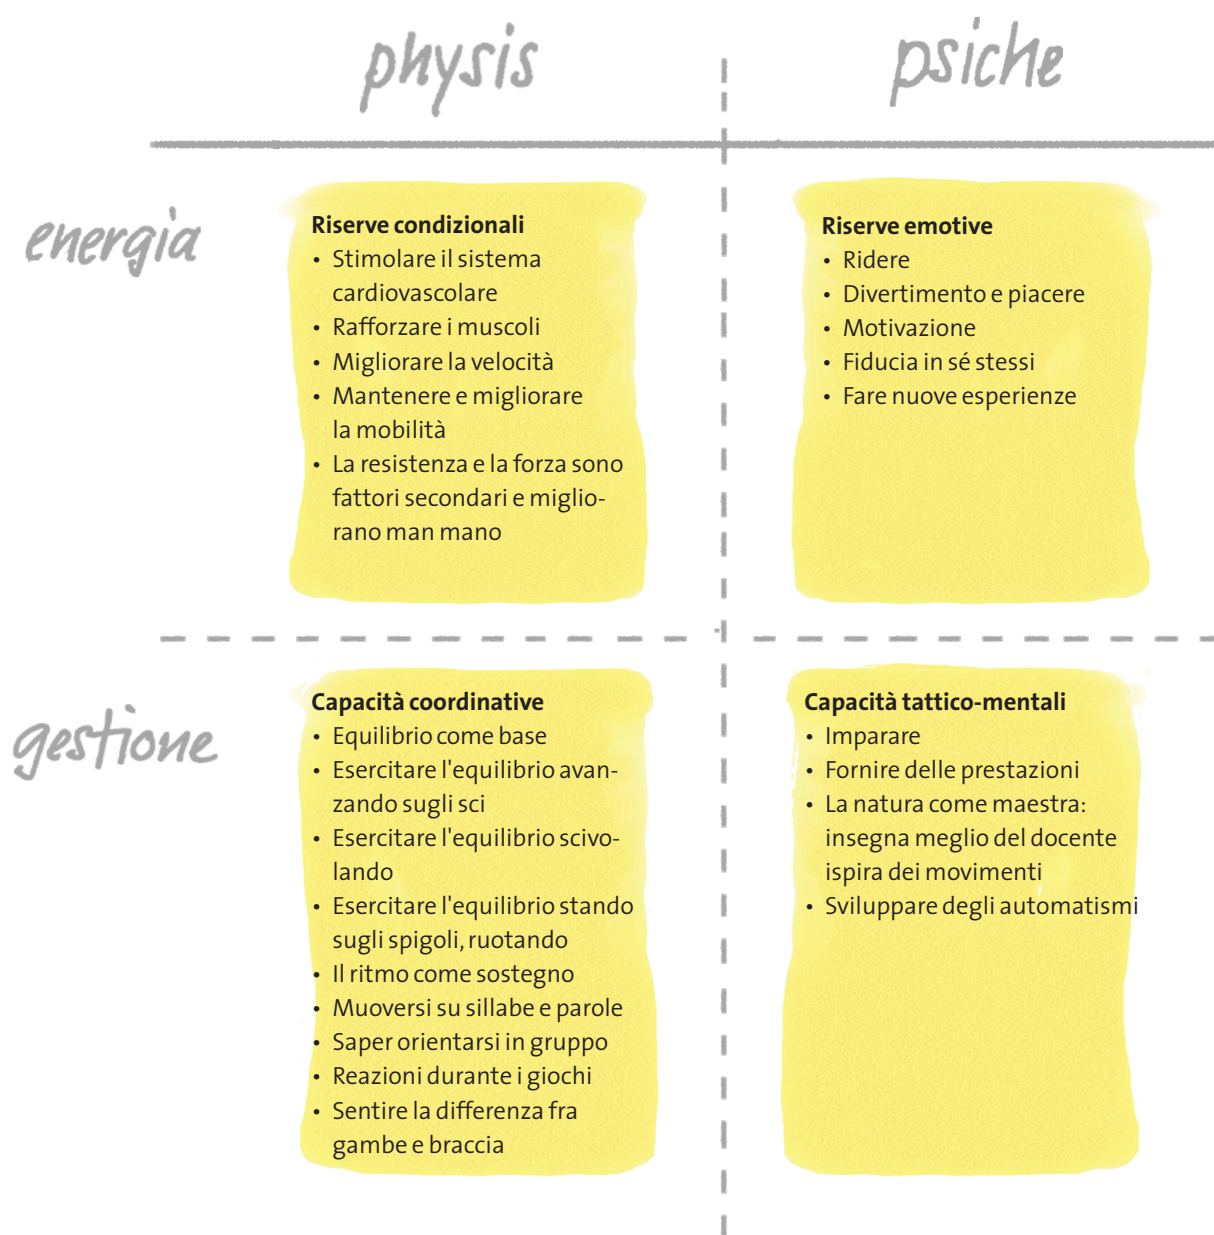 physis
psiche
energia
Riserve condizionali
• Stimolare il sistema
cardiovascolare
• Rafforzare i muscoli
• Migliorare la velocità
• Mantenere e migliorare
la mobilità
• La resistenza e la forza sono
fattori secondari e miglio-
rano man mano
Riserve emotive
• Ridere
• Divertimento e piacere
• Motivazione
• Fiducia in sé stessi
• Fare nuove esperienze
gestione
Capacità coordinative
• Equilibrio come base
• Esercitare l'equilibrio avan-
zando sugli sci
• Esercitare l'equilibrio scivo-
lando
• Esercitare l'equilibrio stando
sugli spigoli, ruotando
• Il ritmo come sostegno
• Muoversi su sillabe e parole
• Saper orientarsi in gruppo
• Reazioni durante i giochi
• Sentire la differenza fra
gambe e braccia
Capacità tattico-mentali
• Imparare
• Fornire delle prestazioni
• La natura come maestra:
insegna meglio del docente
ispira dei movimenti
• Sviluppare degli automatismi